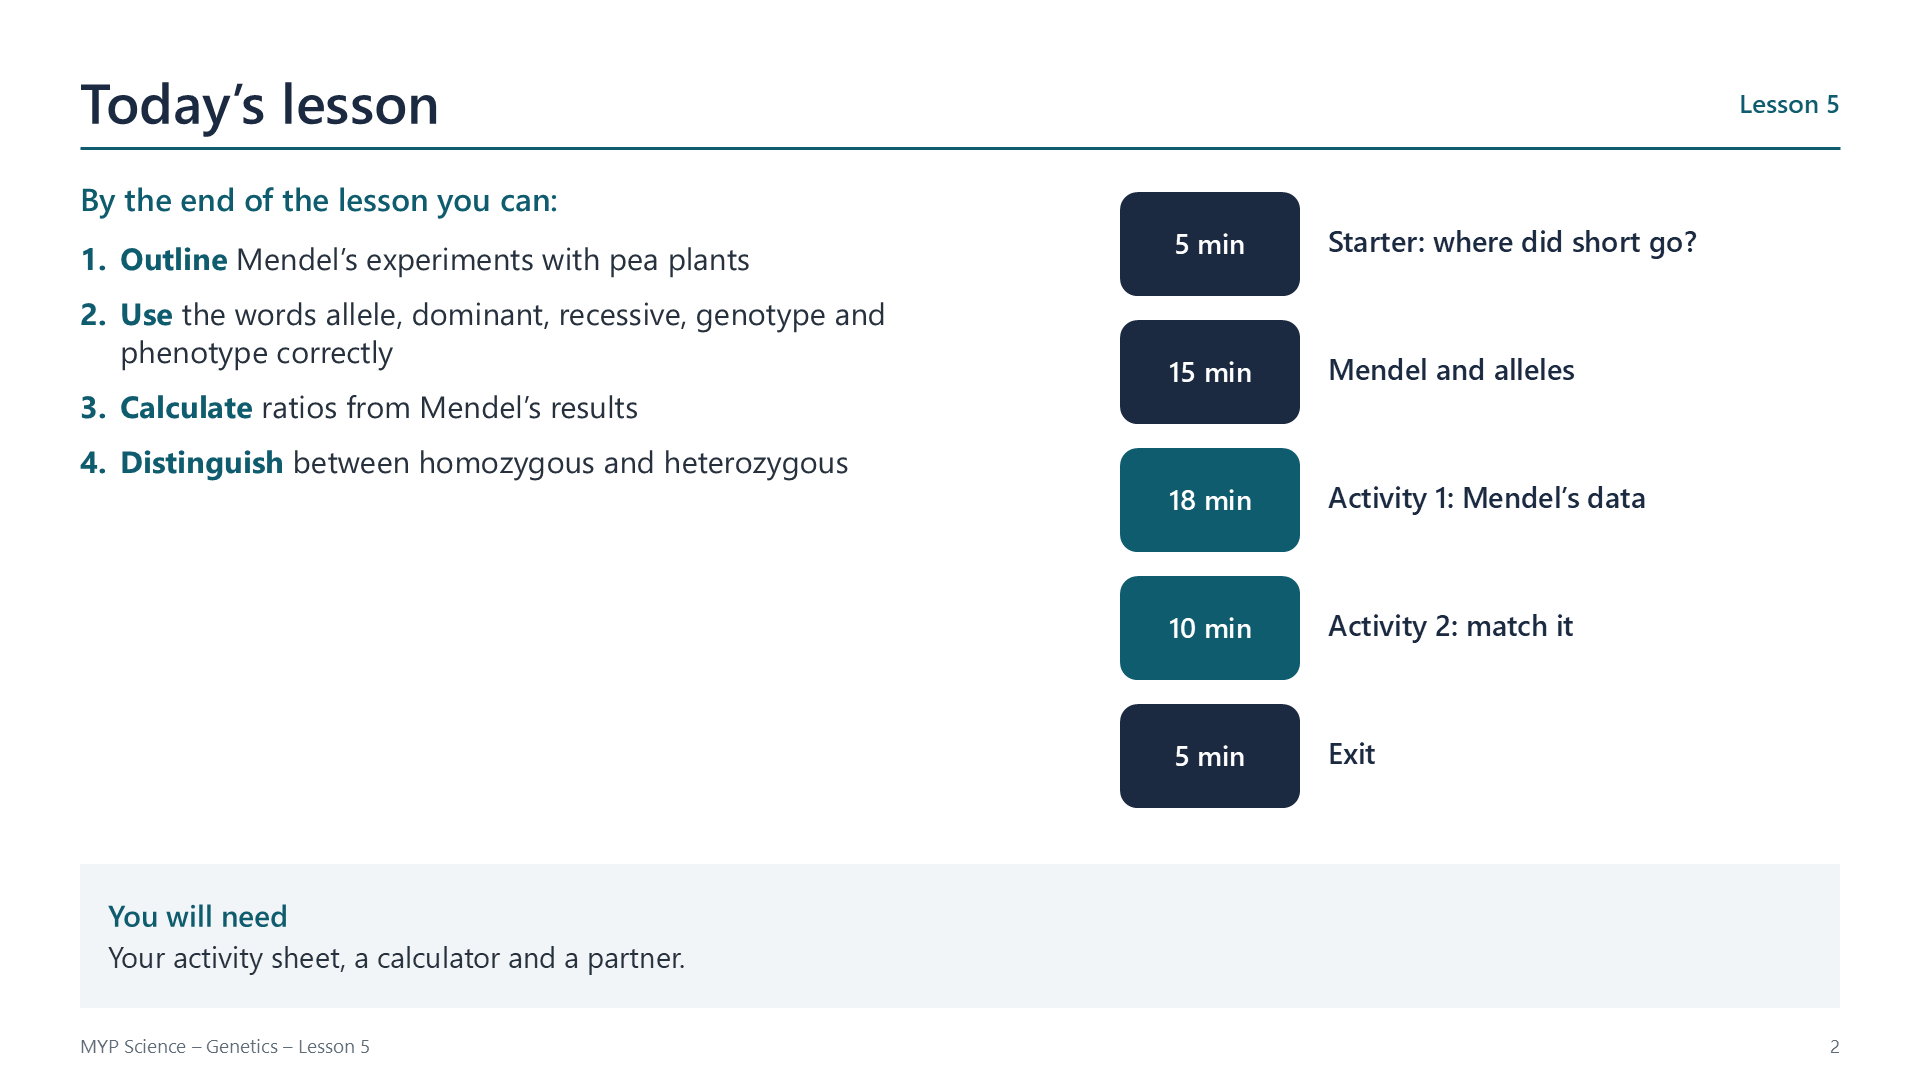 Today’s lesson
Lesson 5
By the end of the lesson you can:
1. Outline Mendel’s experiments with pea plants
2. Use the words allele, dominant, recessive, genotype and
phenotype correctly
3. Calculate ratios from Mendel’s results
4. Distinguish between homozygous and heterozygous
5 min
Starter: where did short go?
15 min
Mendel and alleles
18 min
Activity 1: Mendel’s data
10 min
Activity 2: match it
5 min
Exit
You will need
Your activity sheet, a calculator and a partner.
MYP Science – Genetics – Lesson 5
2